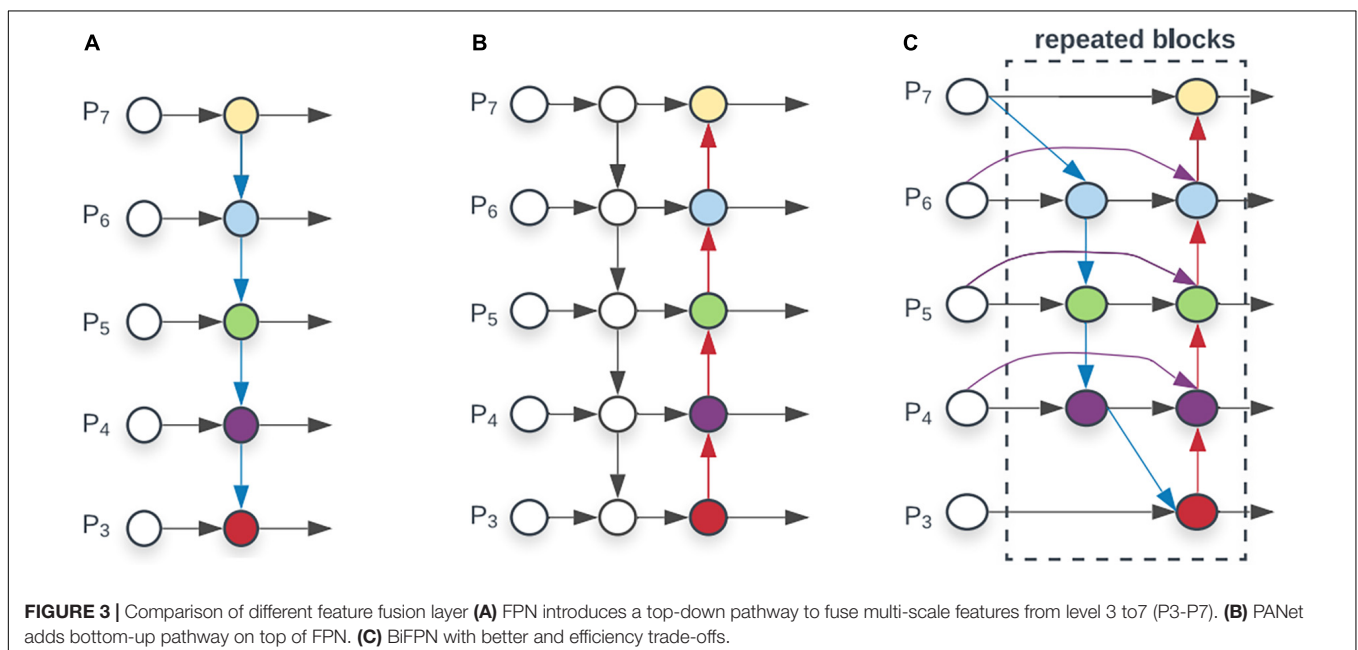 A
B
C
repeated blocks
P7
P6
P5
P4
P3
P7
P6
P5
P4
P3
P7
P6
P5
P4
P3
FIGURE 3 | Comparison of different feature fusion layer (A) FPN introduces a top-down pathway to fuse multi-scale features from level 3 to7 (P3-P7). (B) PANet
adds bottom-up pathway on top of FPN. (C) BiFPN with better and efficiency trade-offs.